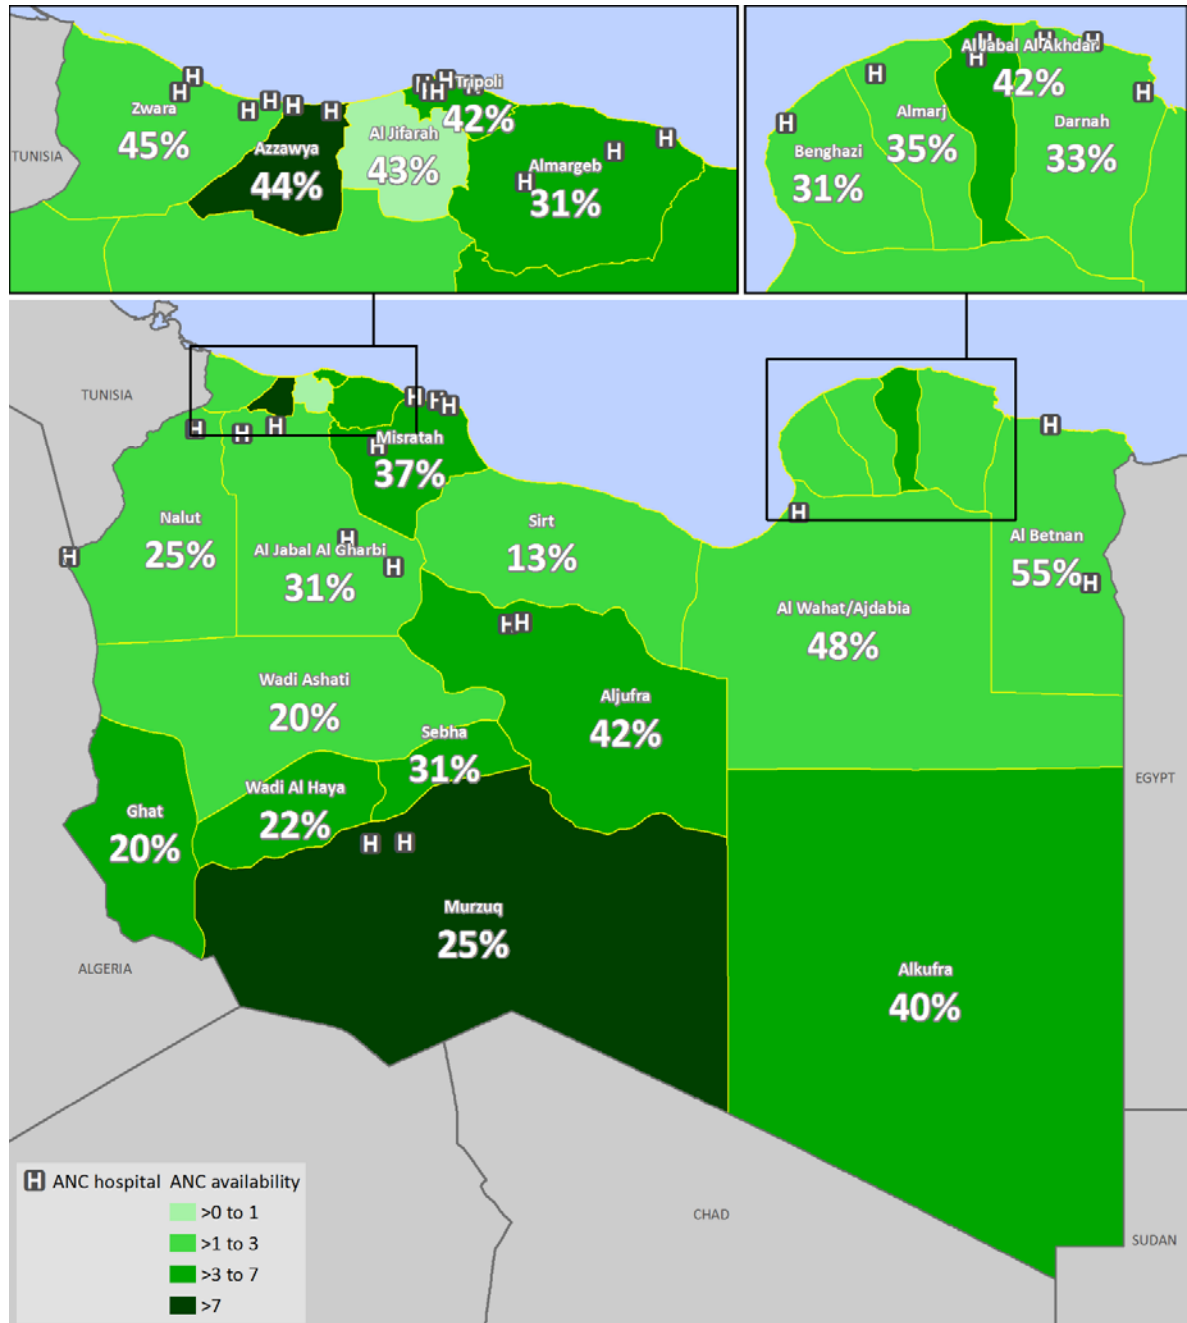 TUNISIA
Zwara
45%
Azzawya
44%
Al Jifarah
43%
Tripoli
42%
Almargeb
31%
Benghazi
31%
Almarj
35%
Al Jabal Al Akhdar
42%
Darnah
33%
TUNISIA
Misratah
37%
Nalut
25%
Al Jabal Al Gharbi
31%
Sirt
13%
Al Wahat/Ajdabia
48%
Al Betnan
55%
Wadi Ashati
20%
Sebha
31%
Aljufra
42%
Wadi Al Haya
22%
Ghat
20%
Murzuq
25%
Alkufra
40%
EGYPT
ALGERIA
CHAD
SUDAN
H ANC hospital ANC availability
>0 to 1
>1 to 3
>3 to 7
>7